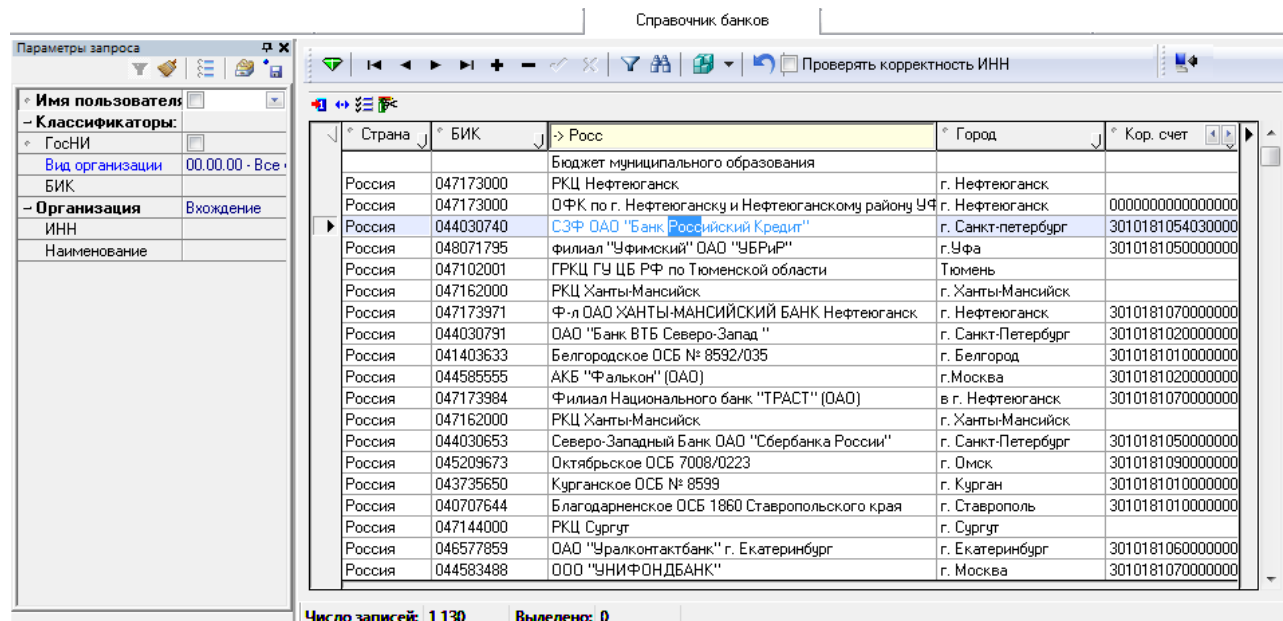 Справочник банков
Параметры запроса
Проверять корректность ИНН
Имя пользователя
Классификаторы:
ГосНИ
Вид организации 00.00.00 - Все
БИК
Организация Вхождение
ИНН
Наименование
Страна БИК -> Росс Город Кор. счет
Бюджет муниципального образования
Россия 047173000 РКЦ Нефтеюганск г. Нефтеюганск
Россия 047173000 ОФК по г. Нефтеюганску и Нефтеюганскому району УФ г. Нефтеюганск 0000000000000000
Россия 044030740 СЗФ ОАО "Банк Российский Кредит" г. Санкт-петербург 3010181054030000
Россия 048071795 филиал "Уфимский" ОАО "УБРиР" г.Уфа 3010181050000000
Россия 047102001 ГРКЦ ГУ ЦБ РФ по Тюменской области Тюмень
Россия 047162000 РКЦ Ханты-Мансийск г. Ханты-Мансийск
Россия 047173971 Ф-л ОАО ХАНТЫ-МАНСИЙСКИЙ БАНК Нефтеюганск г. Нефтеюганск 3010181070000000
Россия 044030791 ОАО "Банк ВТБ Северо-Запад " г. Санкт-Петербург 3010181020000000
Россия 041403633 Белгородское ОСБ № 8592/035 г. Белгород 3010181010000000
Россия 044585555 АКБ "Фалькон" (ОАО) г.Москва 3010181020000000
Россия 047173984 Филиал Национального банк "ТРАСТ" (ОАО) в г. Нефтеюганск 3010181070000000
Россия 047162000 РКЦ Ханты-Мансийск г. Ханты-Мансийск
Россия 044030653 Северо-Западный Банк ОАО "Сбербанка России" г. Санкт-Петербург 3010181050000000
Россия 045209673 Октябрьское ОСБ 7008/0223 г. Омск 3010181090000000
Россия 043735650 Курганское ОСБ № 8599 г. Курган 3010181010000000
Россия 040707644 Благодарненское ОСБ 1860 Ставропольского края г. Ставрополь 3010181010000000
Россия 047144000 РКЦ Сургут г. Сургут
Россия 046577859 ОАО "Уралконтактбанк" г. Екатеринбург г. Екатеринбург 3010181060000000
Россия 044583488 ООО "УНИФОНДБАНК" г. Москва 3010181070000000
Число записей: 1 130 Выделено: 0